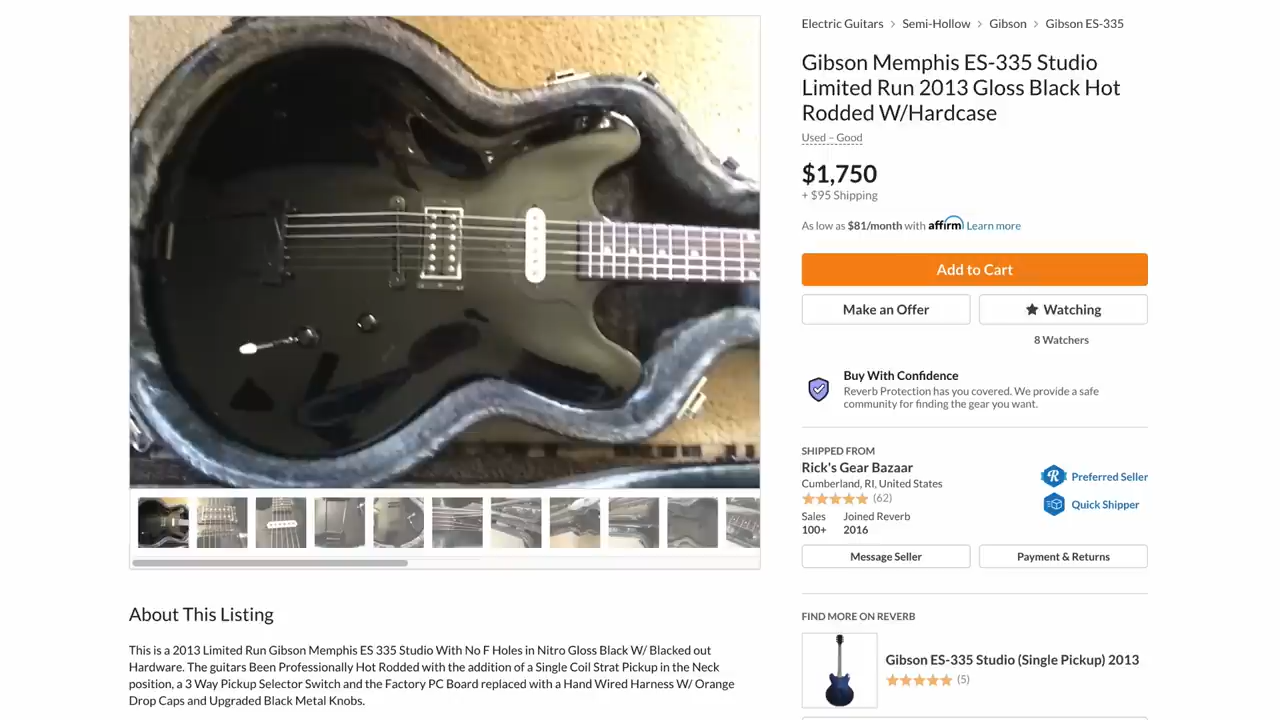 Electric Guitars > Semi-Hollow > Gibson > Gibson ES-335
Gibson Memphis ES-335 Studio
Limited Run 2013 Gloss Black Hot
Rodded W/Hardcase
Used – Good
$1,750
+ $95 Shipping
As low as $81/month with affirm Learn more
Add to Cart
Make an Offer
Watching
8 Watchers
Buy With Confidence
Reverb Protection has you covered. We provide a safe
community for finding the gear you want.
SHIPPED FROM
Rick's Gear Bazaar
Cumberland, RI, United States
(62)
Preferred Seller
Quick Shipper
Sales Joined Reverb
100+ 2016
Message Seller
Payment & Returns
FIND MORE ON REVERB
Gibson ES-335 Studio (Single Pickup) 2013
(5)
About This Listing
This is a 2013 Limited Run Gibson Memphis ES 335 Studio With No F Holes in Nitro Gloss Black W/ Blacked out
Hardware. The guitars Been Professionally Hot Rodded with the addition of a Single Coil Strat Pickup in the Neck
position, a 3 Way Pickup Selector Switch and the Factory PC Board replaced with a Hand Wired Harness W/ Orange
Drop Caps and Upgraded Black Metal Knobs.